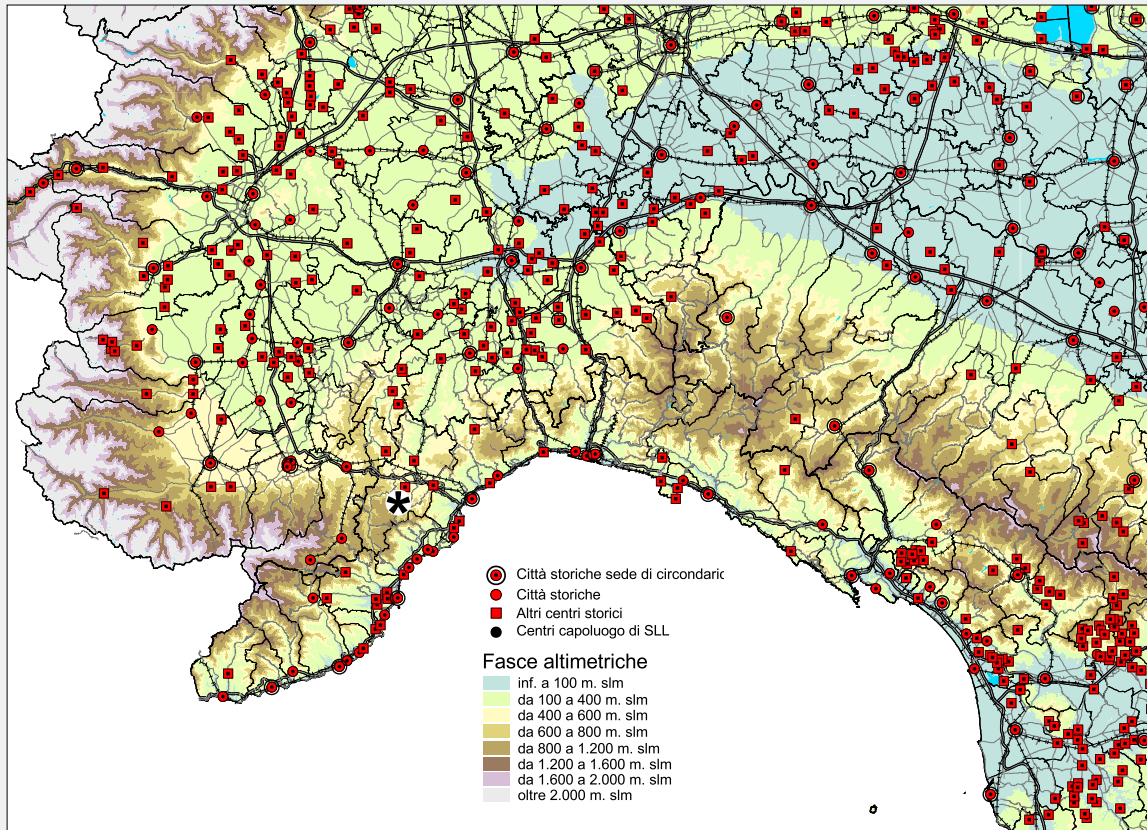 *
Città storiche sede di circondaric
Città storiche
Altri centri storici
Centri capoluogo di SLL
Fasce altimetriche
inf. a 100 m. slm
da 100 a 400 m. slm
da 400 a 600 m. slm
da 600 a 800 m. slm
da 800 a 1.200 m. slm
da 1.200 a 1.600 m. slm
da 1.600 a 2.000 m. slm
oltre 2.000 m. slm